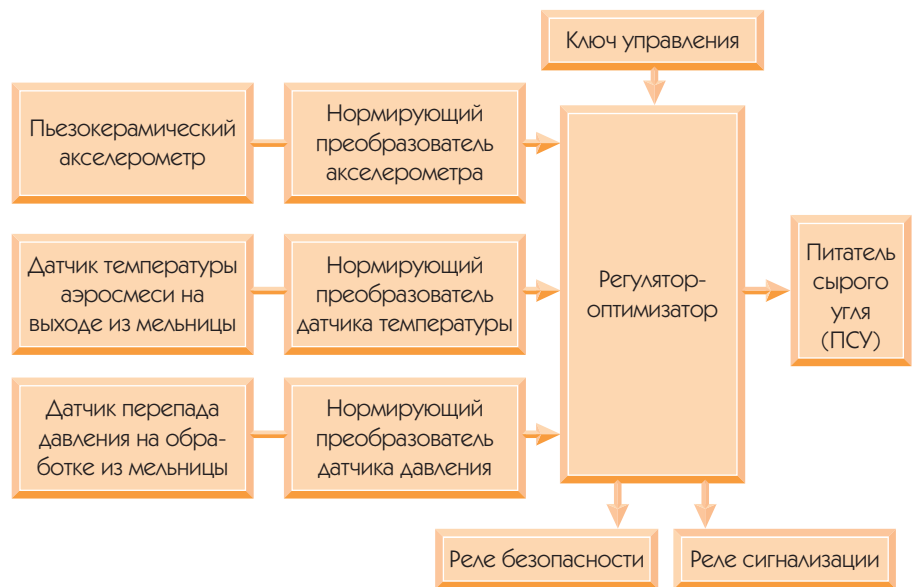 Ключ управления
Пьезокерамический
акселерометр
Нормирующий
преобразователь
акселерометра
Датчик температуры
аэросмеси на
выходе из мельницы
Нормирующий
преобразователь
датчика температуры
Датчик перепада
давления на обра-
ботке из мельницы
Нормирующий
преобразователь
датчика давления
Регулятор-
оптимизатор
Питатель
сырого
угля
(ПСУ)
Реле безопасности
Реле сигнализации